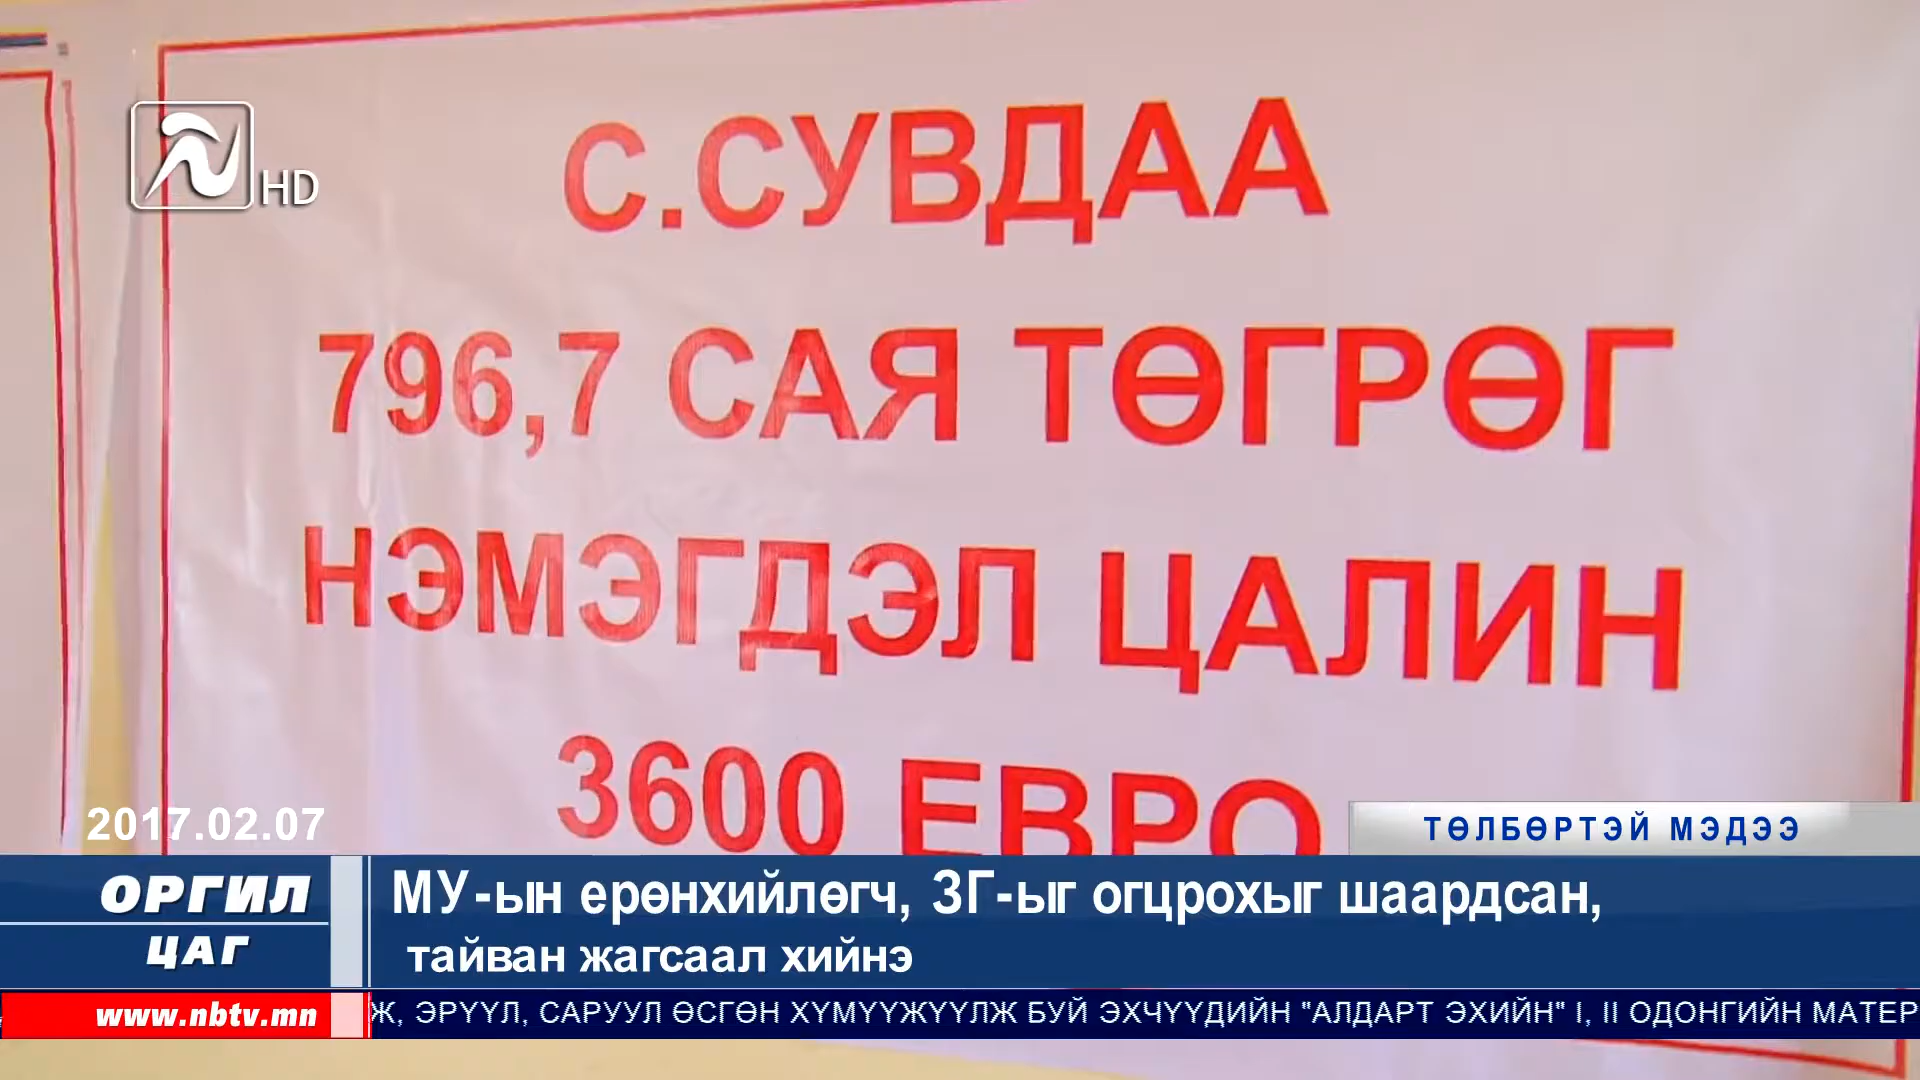 С.СУВДАА
HD
796,7 САЯ ТӨГРӨГ
НЭМЭГДЭЛ ЦАЛИН
3600 ЕВРО
2017.02.07
ТӨЛБӨРТЭЙ МЭДЭЭ
ОРГИЛ
ЦАГ
МУ-ын ерөнхийлөгч, ЗГ-ыг огцрохыг шаардсан,
тайван жагсаал хийнэ
www.nbtv.mn
Ж, ЭРҮҮЛ, САРУУЛ ӨСГӨН ХҮМҮҮЖҮҮЛЖ БУЙ ЭХЧҮҮДИЙН "АЛДАРТ ЭХИЙН" I, II ОДОНГИЙН МАТЕР